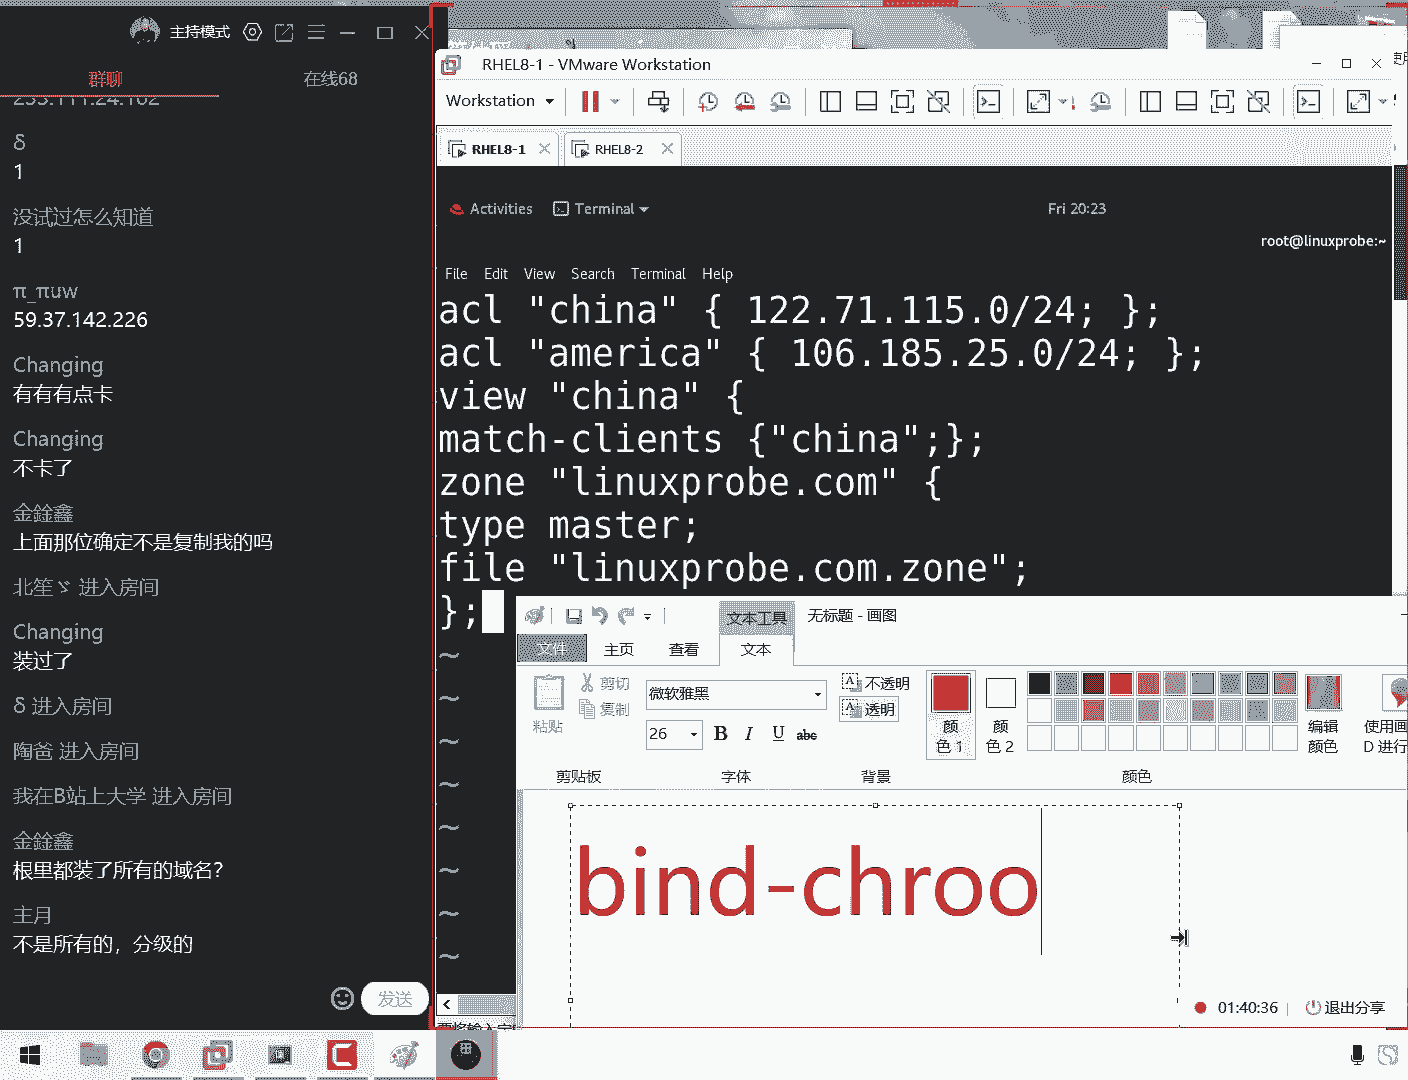 主持模式
群聊
在线68
δ
1
没试过怎么知道
1
π_πuw
59.37.142.226
Changing
有有有点卡
Changing
不卡了
金銓鑫
上面那位确定不是复制我的吗
北笙ゞ 进入房间
Changing
装过了
δ 进入房间
陶爸 进入房间
我在B站上大学 进入房间
金銓鑫
根里都装了所有的域名?
主月
不是所有的，分级的
发送
RHEL8-1 - VMware Workstation
Workstation
RHEL8-1
RHEL8-2
Activities
Terminal
Fri 20:23
root@linuxprobe:~
File Edit View Search Terminal Help
acl "china" { 122.71.115.0/24; };
acl "america" { 106.185.25.0/24; };
view "china" {
match-clients {"china";};
zone "linuxprobe.com" {
type master;
file "linuxprobe.com.zone";
};
~
~
~
~
~
~
~
~
文本工具
无标题 - 画图
文件 主页 查看 文本
粘贴
剪切
复制
剪贴板
微软雅黑
26
B I U abc
字体
不透明
透明
背景
颜
色 1
颜
色 2
颜色
编辑
颜色
使用画
D 进行
bind-chroo
01:40:36
退出分享